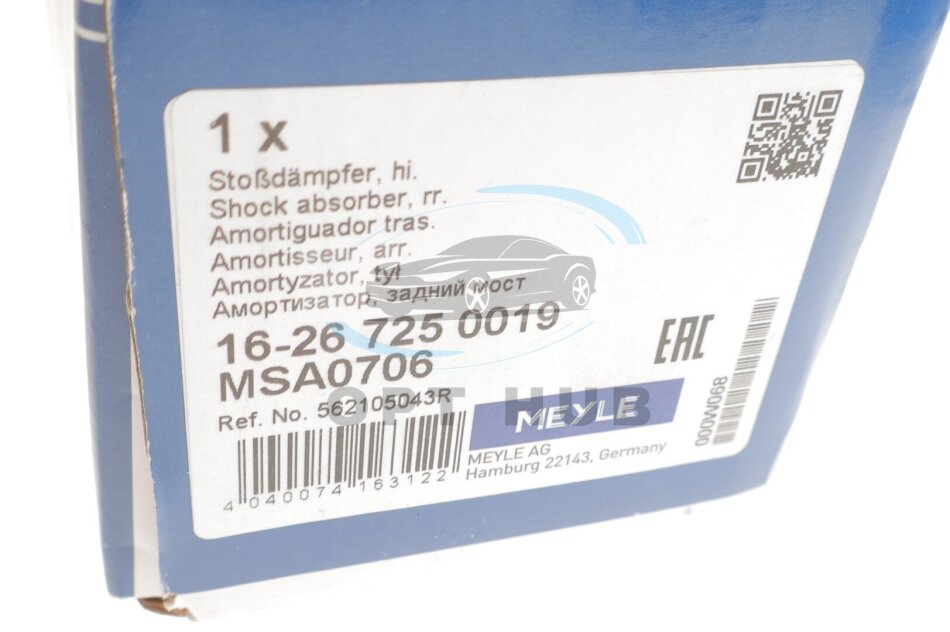 1 x
Stoßdämpfer, hi.
Shock absorber, rr.
Amortiguador tras.
Amortisseur, arr.
Amortyzator, tył
Амортизатор, задний мост
16-26 725 0019
MSA0706
Ref. No. 562105043R
4 040074 163122
MEYLE
MEYLE AG
Hamburg 22143, Germany
EAC
000W068
OPT HUB